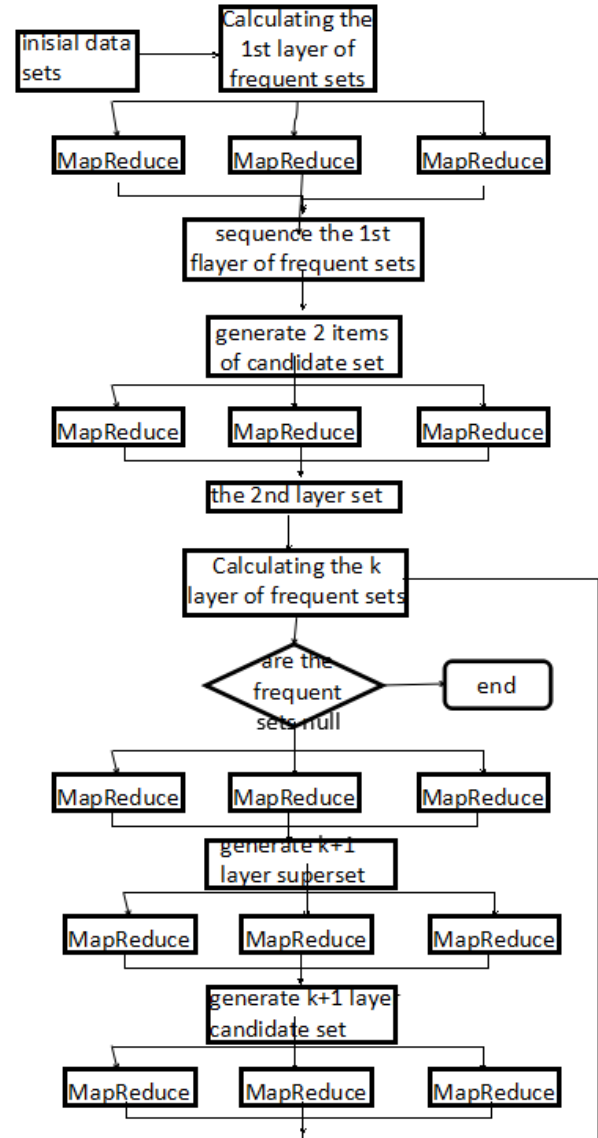 inisial data
sets
Calculating the
1st layer of
frequent sets
MapReduce
MapReduce
MapReduce
sequence the 1st
flayer of frequent sets
generate 2 items
of candidate set
MapReduce
MapReduce
MapReduce
the 2nd layer set
Calculating the k
layer of frequent sets
are the
frequent
sets null
end
MapReduce
MapReduce
MapReduce
generate k+1
layer superset
MapReduce
MapReduce
MapReduce
generate k+1 layer
candidate set
MapReduce
MapReduce
MapReduce